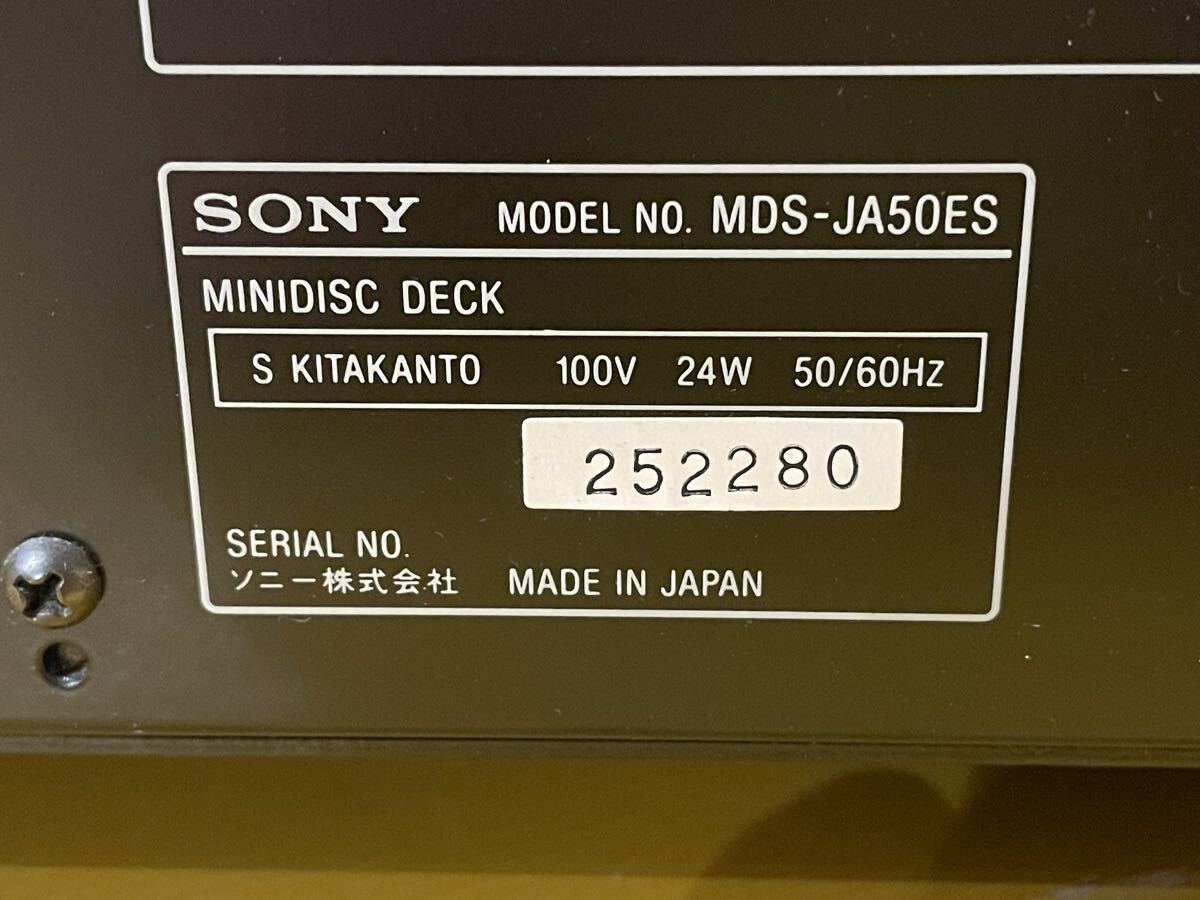 SONY MODEL NO. MDS-JA50ES
MINIDISC DECK
S KITAKANTO 100V 24W 50/60HZ
252280
SERIAL NO.
ソニー株式会社 MADE IN JAPAN